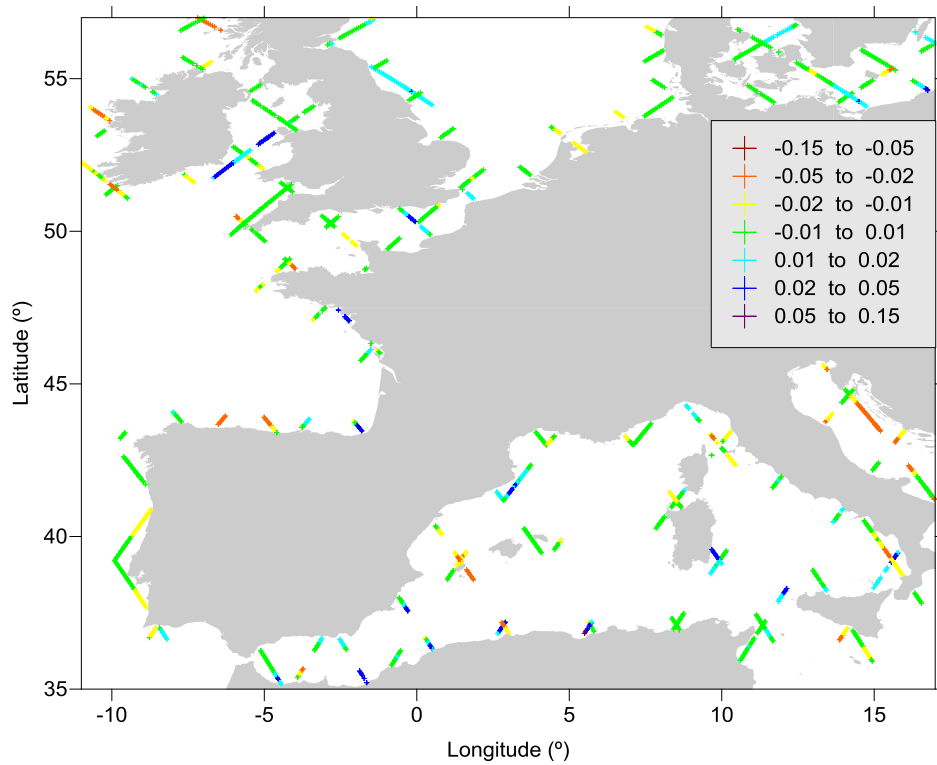 55
-0.15 to -0.05
-0.05 to -0.02
-0.02 to -0.01
50
-0.01 to 0.01
0.01 to 0.02
0.02 to 0.05
0.05 to 0.15
Latitude (º)
45
40
35
-10 -5 0 5 10 15
Longitude (º)